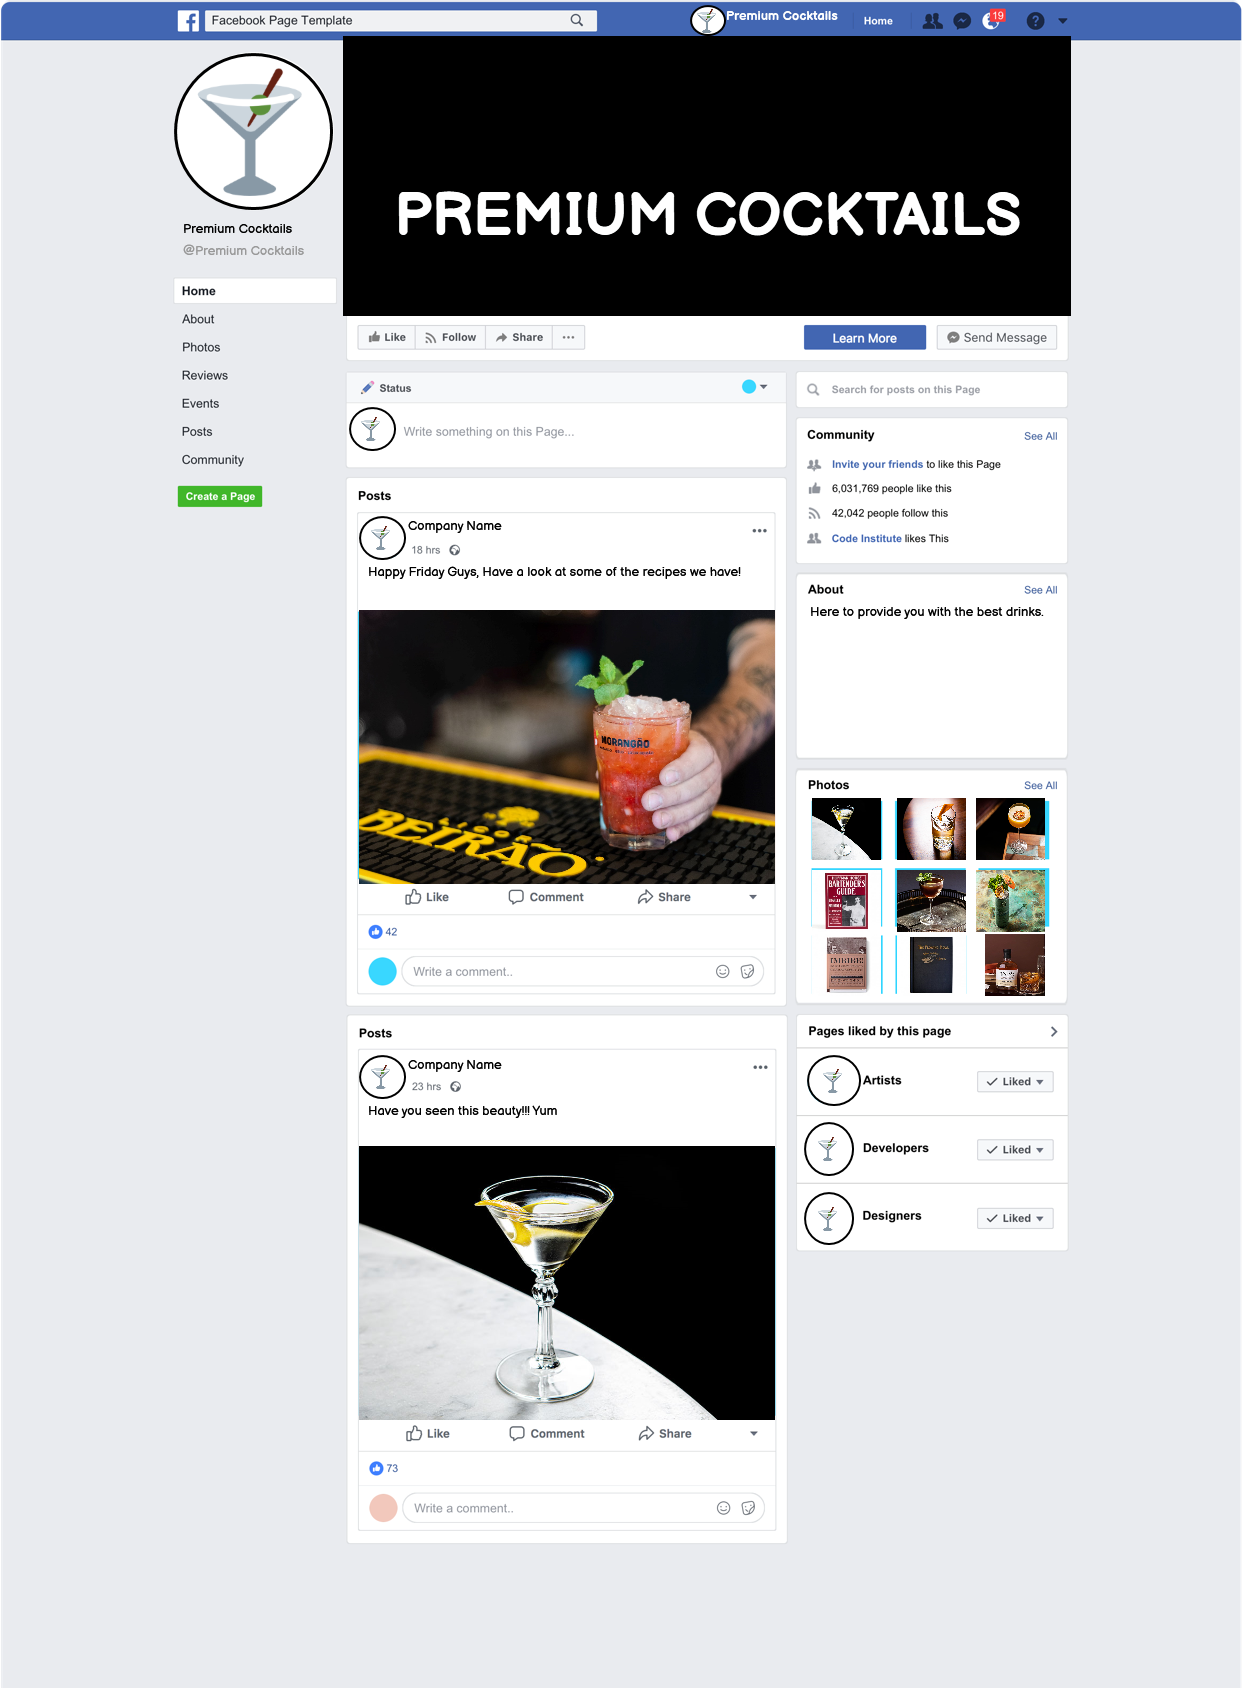 Facebook Page Template
Premium Cocktails
Home
19
PREMIUM COCKTAILS
Premium Cocktails
@Premium Cocktails
Home
About
Photos
Reviews
Events
Posts
Community
Create a Page
Like
Follow
Share
Learn More
Send Message
Status
Write something on this Page...
Posts
Company Name
18 hrs
Happy Friday Guys, Have a look at some of the recipes we have!
MORANGÃO
LICOR
BEIRÃO
Like
Comment
Share
42
Write a comment..
Posts
Company Name
23 hrs
Have you seen this beauty!!! Yum
Like
Comment
Share
73
Write a comment..
Search for posts on this Page
Community
See All
Invite your friends to like this Page
6,031,769 people like this
42,042 people follow this
Code Institute likes This
About
See All
Here to provide you with the best drinks.
Photos
See All
BARTENDER'S
GUIDE
Pages liked by this page
Artists
Liked
Developers
Liked
Designers
Liked